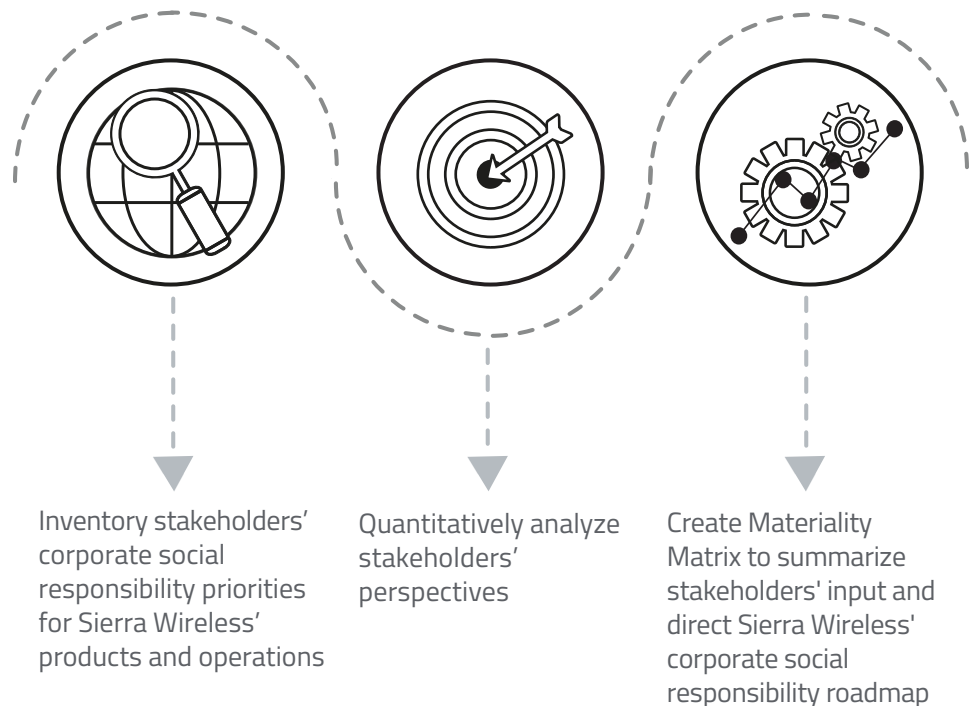 Inventory stakeholders’
corporate social
responsibility priorities
for Sierra Wireless’
products and operations
Quantitatively analyze
stakeholders’
perspectives
Create Materiality
Matrix to summarize
stakeholders' input and
direct Sierra Wireless'
corporate social
responsibility roadmap